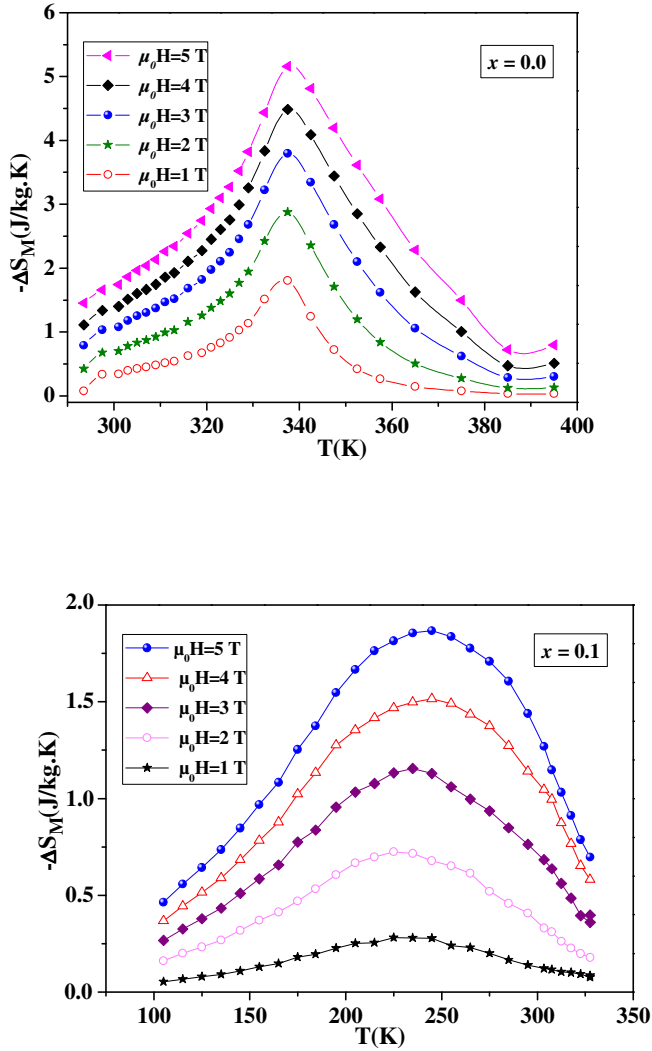 μ₀H=5 T
μ₀H=4 T
μ₀H=3 T
μ₀H=2 T
μ₀H=1 T
x = 0.0
6
5
4
3
2
1
0
-ΔS_M(J/kg.K)
300 320 340 360 380 400
T(K)
μ₀H=5 T
μ₀H=4 T
μ₀H=3 T
μ₀H=2 T
μ₀H=1 T
x = 0.1
2.0
1.5
1.0
0.5
0.0
-ΔS_M(J/kg.K)
100 150 200 250 300 350
T(K)